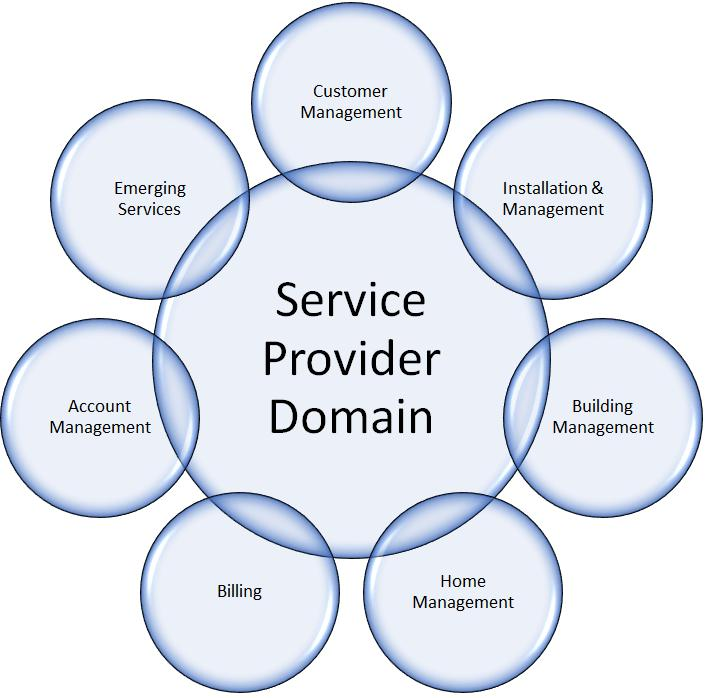 Customer
Management
Emerging
Services
Installation &
Management
Service
Provider
Domain
Account
Management
Building
Management
Billing
Home
Management